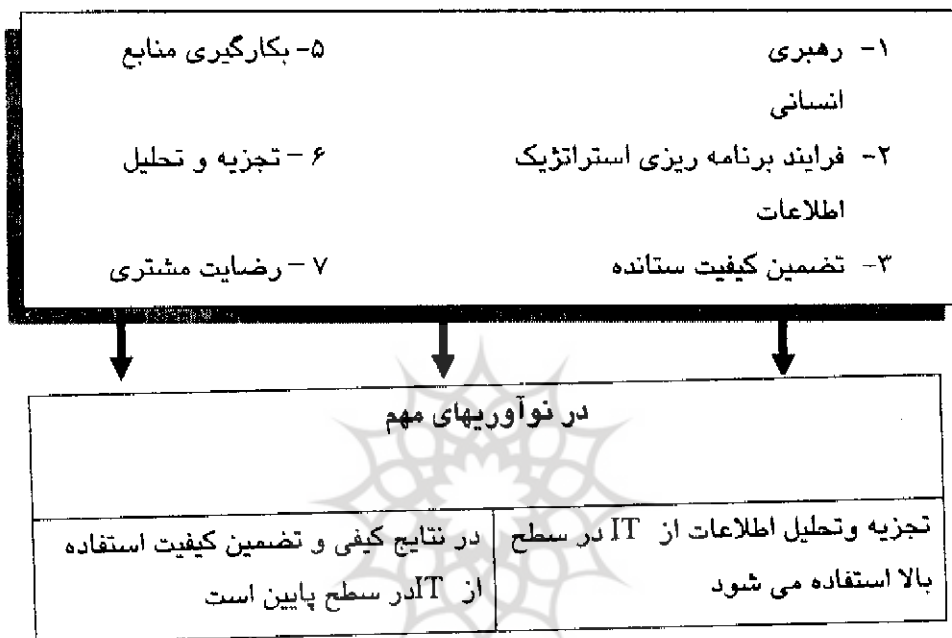 ۱- رهبری ۵- بکارگیری منابع
انسانی
۲- فرایند برنامه ریزی استراتژیک ۶ – تجزیه و تحلیل
اطلاعات
۳- تضمین کیفیت ستانده ۷ – رضایت مشتری
در نوآوریهای مهم
تجزیه وتحلیل اطلاعات از IT در سطح
بالا استفاده می شود
در نتایج کیفی و تضمین کیفیت استفاده
از ITدر سطح پایین است